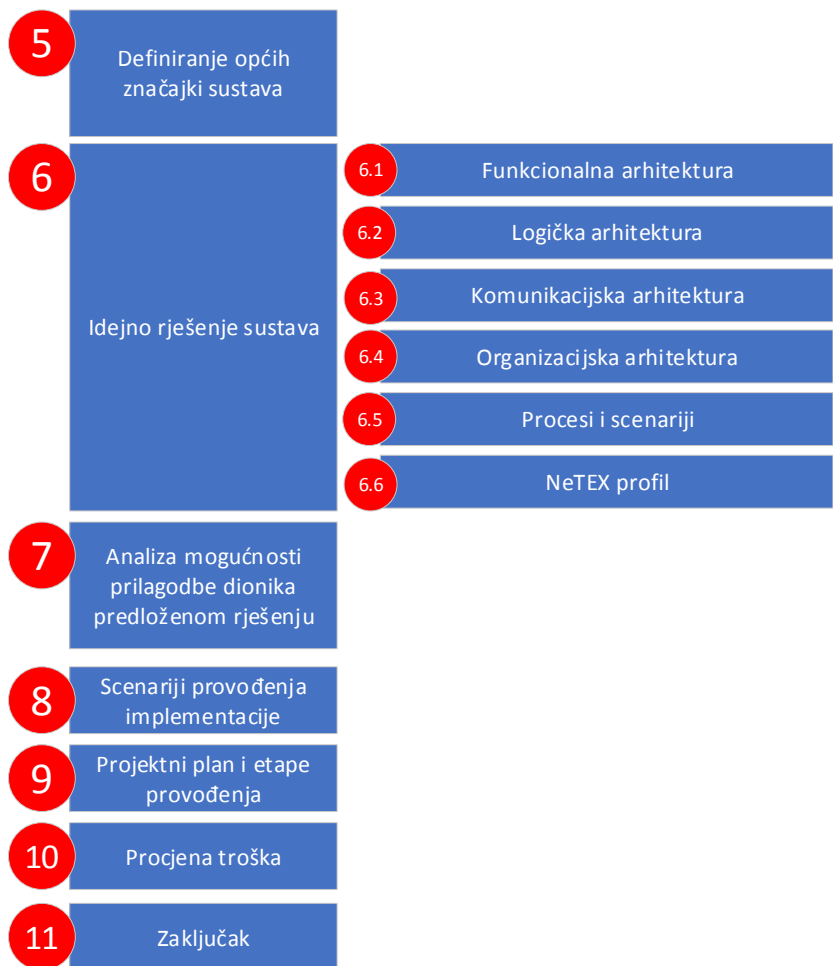 5
Definiranje općih
značajki sustava
6
Idejno rješenje sustava
6.1
Funkcionalna arhitektura
6.2
Logička arhitektura
6.3
Komunikacijska arhitektura
6.4
Organizacijska arhitektura
6.5
Procesi i scenariji
6.6
NeTEX profil
7
Analiza mogućnosti
prilagodbe dionika
predloženom rješenju
8
Scenariji provođenja
implementacije
9
Projektni plan i etape
provođenja
10
Procjena troška
11
Zaključak